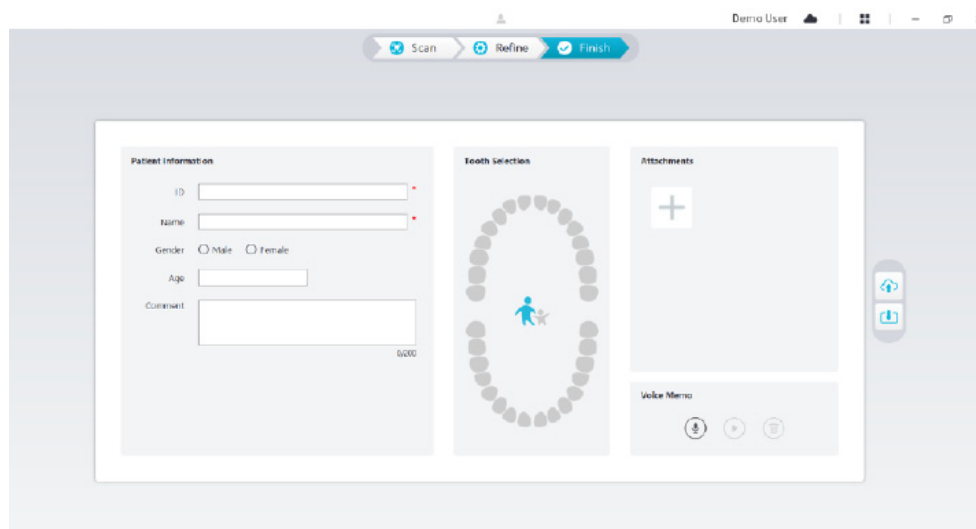 Demo User
Scan Refine Finish
Patient Information
ID *
Name *
Gender Male Female
Age
Comment
0/200
Tooth Selection
Attachments
Voice Memo